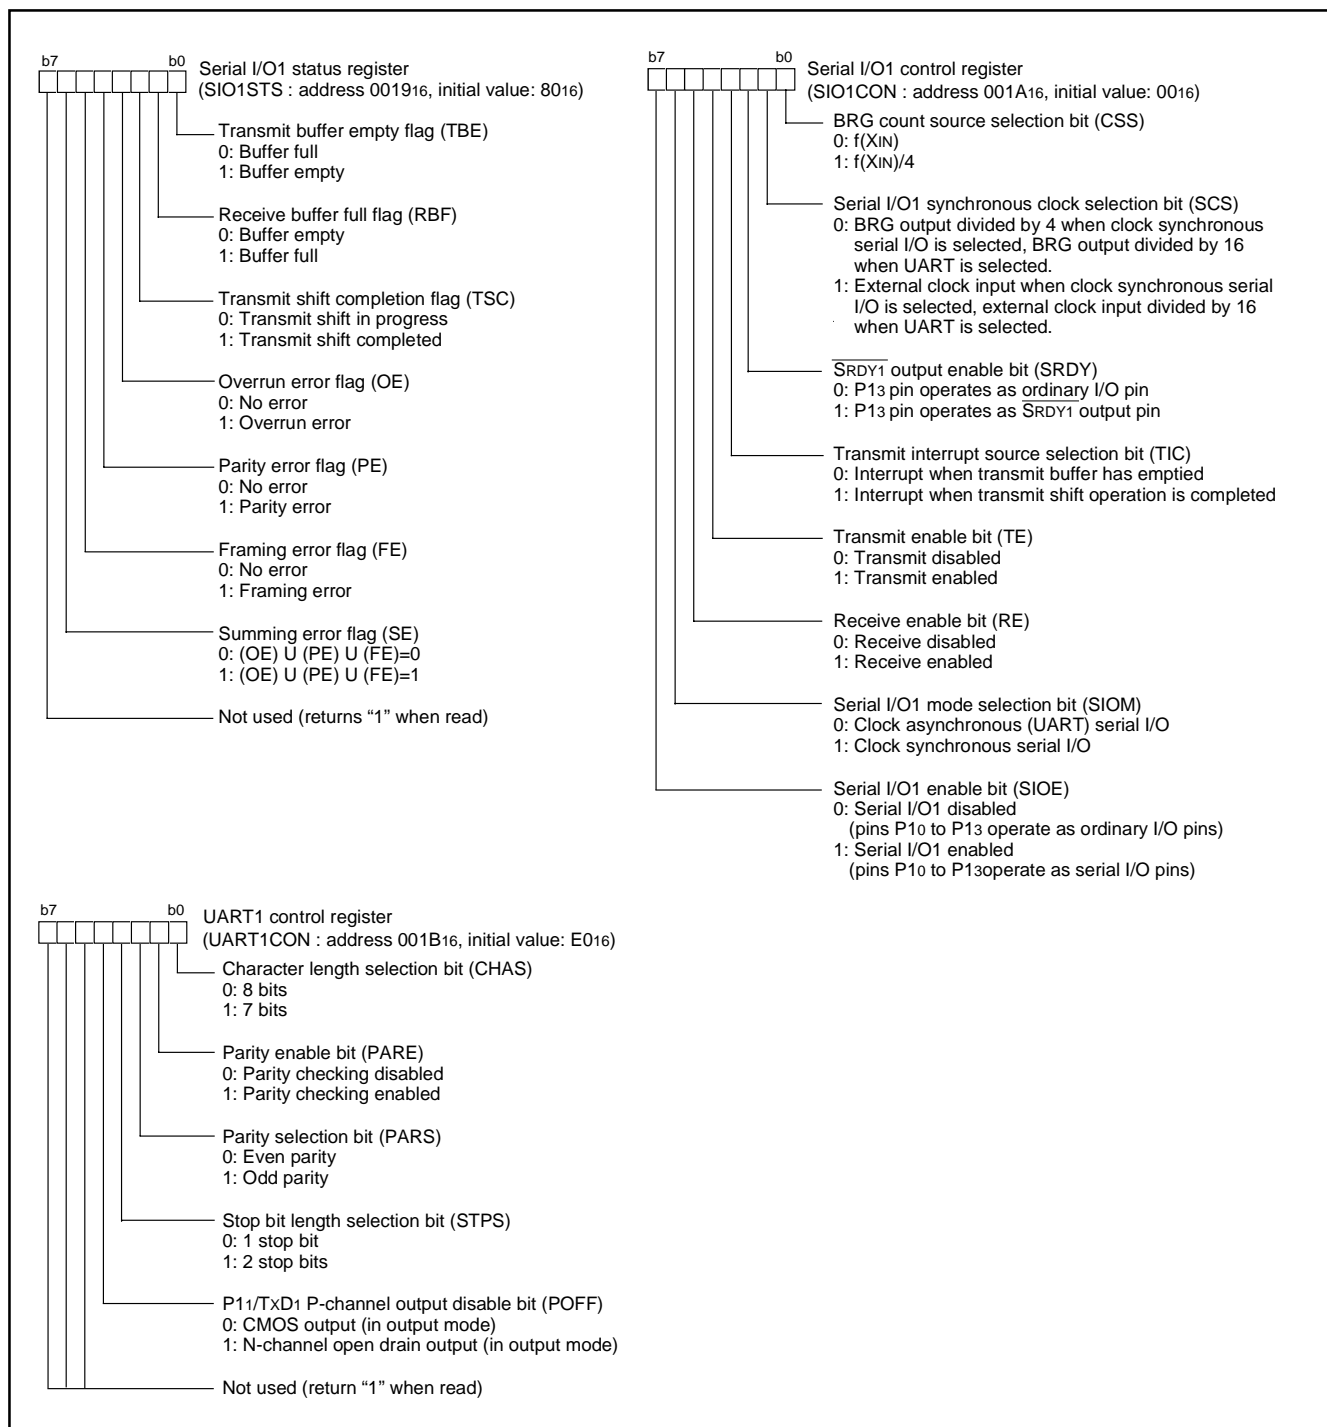 b7 b0
Serial I/O1 status register
(SIO1STS : address 001916, initial value: 8016)
Transmit buffer empty flag (TBE)
0: Buffer full
1: Buffer empty
Receive buffer full flag (RBF)
0: Buffer empty
1: Buffer full
Transmit shift completion flag (TSC)
0: Transmit shift in progress
1: Transmit shift completed
Overrun error flag (OE)
0: No error
1: Overrun error
Parity error flag (PE)
0: No error
1: Parity error
Framing error flag (FE)
0: No error
1: Framing error
Summing error flag (SE)
0: (OE) U (PE) U (FE)=0
1: (OE) U (PE) U (FE)=1
Not used (returns “1” when read)
b7 b0
Serial I/O1 control register
(SIO1CON : address 001A16, initial value: 0016)
BRG count source selection bit (CSS)
0: f(XIN)
1: f(XIN)/4
Serial I/O1 synchronous clock selection bit (SCS)
0: BRG output divided by 4 when clock synchronous
serial I/O is selected, BRG output divided by 16
when UART is selected.
1: External clock input when clock synchronous serial
I/O is selected, external clock input divided by 16
when UART is selected.
SRDY1 output enable bit (SRDY)
0: P13 pin operates as ordinary I/O pin
1: P13 pin operates as SRDY1 output pin
Transmit interrupt source selection bit (TIC)
0: Interrupt when transmit buffer has emptied
1: Interrupt when transmit shift operation is completed
Transmit enable bit (TE)
0: Transmit disabled
1: Transmit enabled
Receive enable bit (RE)
0: Receive disabled
1: Receive enabled
Serial I/O1 mode selection bit (SIOM)
0: Clock asynchronous (UART) serial I/O
1: Clock synchronous serial I/O
Serial I/O1 enable bit (SIOE)
0: Serial I/O1 disabled
(pins P10 to P13 operate as ordinary I/O pins)
1: Serial I/O1 enabled
(pins P10 to P13operate as serial I/O pins)
b7 b0
UART1 control register
(UART1CON : address 001B16, initial value: E016)
Character length selection bit (CHAS)
0: 8 bits
1: 7 bits
Parity enable bit (PARE)
0: Parity checking disabled
1: Parity checking enabled
Parity selection bit (PARS)
0: Even parity
1: Odd parity
Stop bit length selection bit (STPS)
0: 1 stop bit
1: 2 stop bits
P11/TXD1 P-channel output disable bit (POFF)
0: CMOS output (in output mode)
1: N-channel open drain output (in output mode)
Not used (return “1” when read)